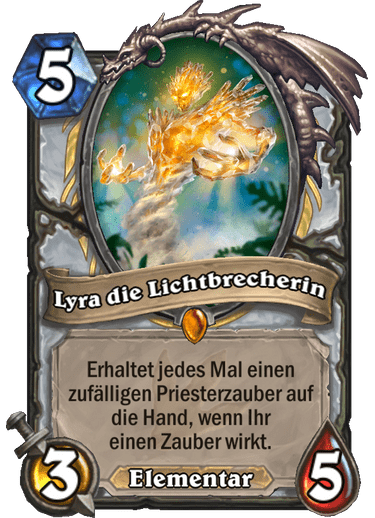 5
Lyra die Lichtbrecherin
Erhaltet jedes Mal einen
zufälligen Priesterzauber auf
die Hand, wenn Ihr
einen Zauber wirkt.
3
Elementar
5